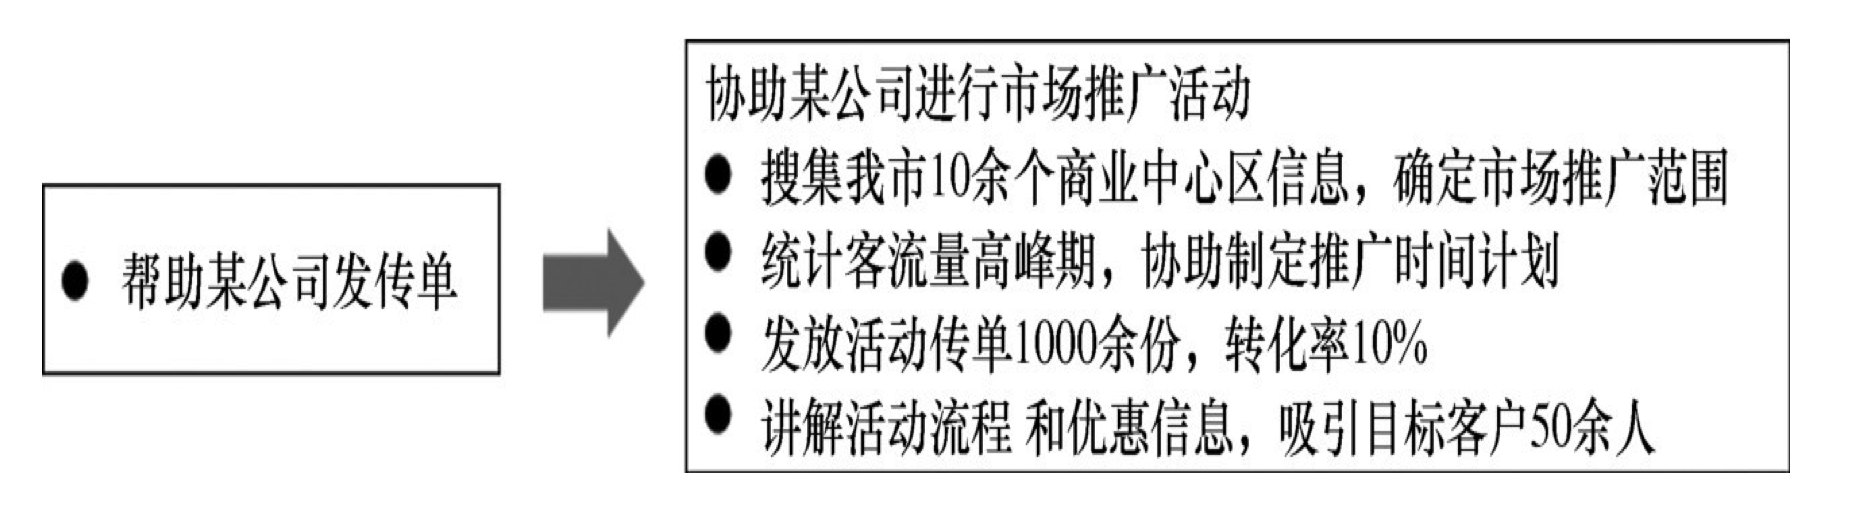 ● 帮助某公司发传单
协助某公司进行市场推广活动
● 搜集我市10余个商业中心区信息，确定市场推广范围
● 统计客流量高峰期，协助制定推广时间计划
● 发放活动传单1000余份，转化率10%
● 讲解活动流程 和优惠信息，吸引目标客户50余人